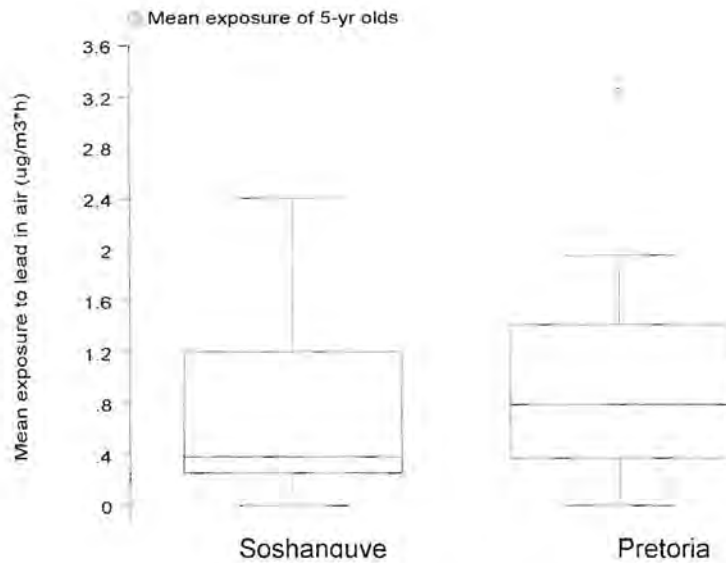 Mean exposure of 5-yr olds
Mean exposure to lead in air (ug/m3*h)
3.6
3.2
2.8
2.4
2
1.6
1.2
.8
.4
0
Soshanguve
Pretoria